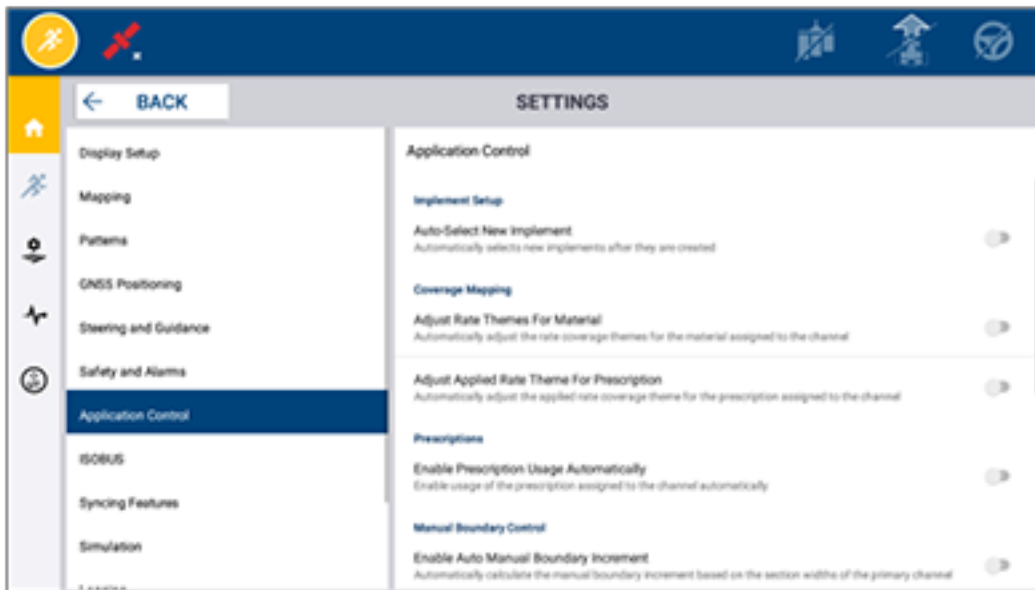 BACK
SETTINGS
Display Setup
Mapping
Patterns
GNSS Positioning
Steering and Guidance
Safety and Alarms
Application Control
ISOBUS
Syncing Features
Simulation
Application Control
Implement Setup
Auto-Select New Implement
Automatically selects new implements after they are created
Coverage Mapping
Adjust Rate Themes For Material
Automatically adjust the rate coverage themes for the material assigned to the channel
Adjust Applied Rate Theme For Prescription
Automatically adjust the applied rate coverage theme for the prescription assigned to the channel
Prescriptions
Enable Prescription Usage Automatically
Enable usage of the prescription assigned to the channel automatically
Manual Boundary Control
Enable Auto Manual Boundary Increment
Automatically calculate the manual boundary increment based on the section widths of the primary channel